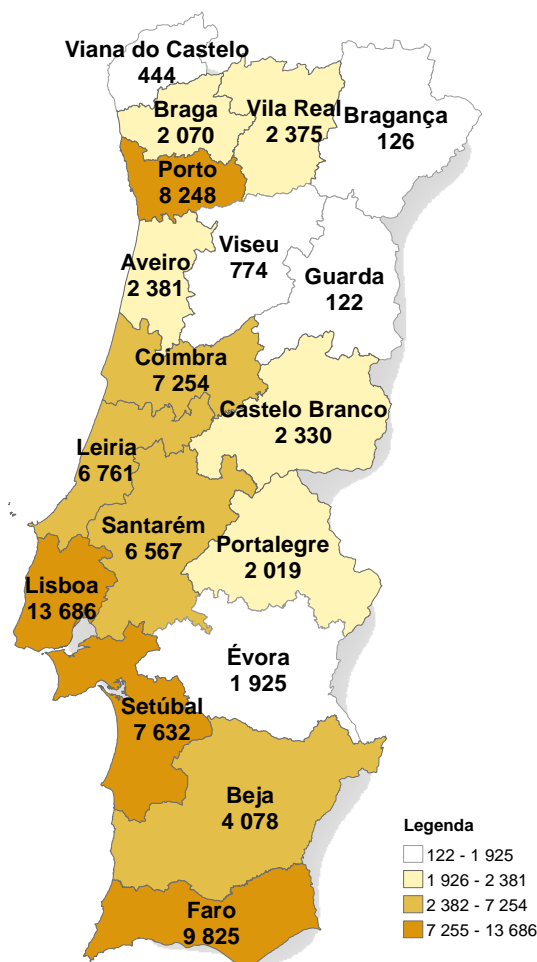 Viana do Castelo
444
Braga
2 070
Vila Real
2 375
Bragança
126
Porto
8 248
Aveiro
2 381
Viseu
774
Guarda
122
Coimbra
7 254
Castelo Branco
2 330
Leiria
6 761
Santarém
6 567
Portalegre
2 019
Lisboa
13 686
Évora
1 925
Setúbal
7 632
Beja
4 078
Faro
9 825
Legenda
122 - 1 925
1 926 - 2 381
2 382 - 7 254
7 255 - 13 686